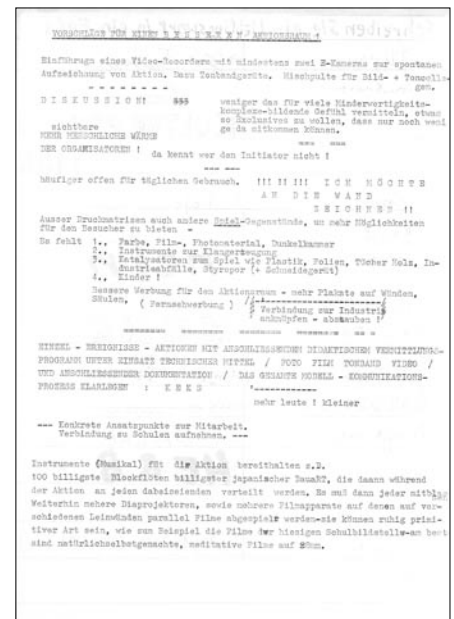 VORSCHLÄGE FÜR EINEN B E S S E R E N AKTIONSRAUM !
Einführung eines Video-Recorders mit mindestens zwei E-Kameras zur spontanen
Aufzeichnung von Aktion. Dazu Tonbandgeräte. Mischpulte für Bild- + Tonvorlagen.
D I S K U S S I O N ! §§§ weniger das für viele Minderwertigkeits-
komplexe-bildende Gefühl vermitteln, etwas
so Exclusives zu wollen, dass nur noch weni
ge da mitkommen können.
sichtbare
MEHR MENSCHLICHE WÄRME
DER ORGANISATOREN !
da kennt wer den Initiator nicht !
häufiger offen für täglichen Gebrauch. !!! !! !!! I C H M Ö C H T E
A N D I E W A N D
Z E I C H N E N !!
Ausser Druckmatrizen auch andere Spiel-Gegenstände, um mehr Möglichkeiten
für den Besucher zu bieten -
Es fehlt 1., Farbe, Film-, Photomaterial, Dunkelkammer
2., Instrumente zur Klangerzeugung
3., Katalysatoren zum Spiel wie Plastik, Folien, Tücher Holz, In-
dustrieabfälle, Styropor (+ Schneidegerät)
4., Kinder !
Bessere Werbung für den Aktionsraum - mehr Plakate auf Wänden,
Säulen, ( Fernsehwerbung )
Verbindung zur Industrie
anknüpfen - abstauben !
EINZEL - EREIGNISSE - AKTIONEN MIT ANSCHLIESSENDEM DIDAKTISCHEM VERMITTLUNGS-
PROGRAMM UNTER EINSATZ TECHNISCHER MITTEL / FOTO FILM TONBAND VIDEO /
UND ANSCHLIESSENDER DOKUMENTATION / DAS GESAMTE MODELL - KOMMUNIKATIONS-
PROZESS KLARLEGEN : K E K S
mehr leute ! kleiner
--- Konkrete Ansatzpunkte zur Mitarbeit.
Verbindung zu Schulen aufnehmen. ---
Instrumente (Musikal) für die Aktion bereithalten z.B.
100 billigste Blockflöten billigster japanischer BauaRT, die daann während
der Aktion an jeden dabeiseienden verteilt werden. Es muß dann jeder mitblas
Weiterhin mehrere Diaprojektoren, sowie mehrere Filmapparate auf denen auf ver-
schiedenen Leinwänden parallel Filme abgespielt werden-sie können ruhig primi-
tivar Art sein, wie zum Beispiel die Filme der hiesigen Schulbildstelle-am best
sind natürlichselbstgemachte, meditative Filme auf 8mm.